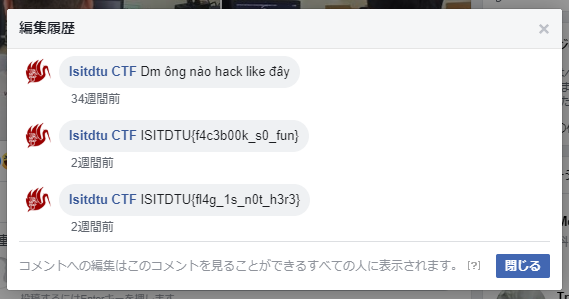 編集履歴
Isitdtu CTF Dm ông nào hack like đây
34週間前
Isitdtu CTF ISITDTU{f4c3b00k_s0_fun}
2週間前
Isitdtu CTF ISITDTU{fl4g_1s_n0t_h3r3}
2週間前
コメントへの編集はこのコメントを見ることができるすべての人に表示されます。 [?]
閉じる